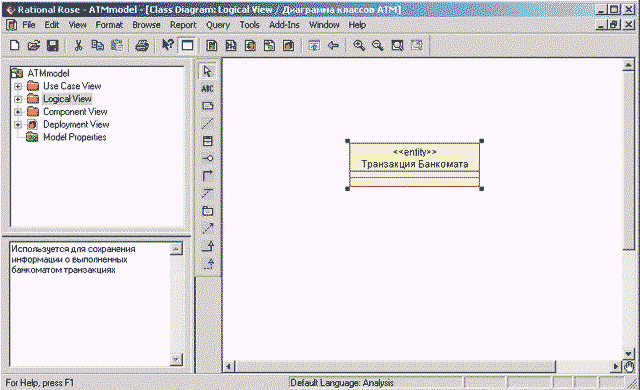 Rational Rose - ATMmodel - [Class Diagram: Logical View / Диаграмма классов ATM]
File Edit View Format Browse Report Query Tools Add-Ins Window Help
ABC
ATMmodel
Use Case View
Logical View
Component View
Deployment View
Model Properties
<<entity>>
Транзакция Банкомата
Используется для сохранения
информации о выполненных
банкоматом транзакциях
For Help, press F1
Default Language: Analysis